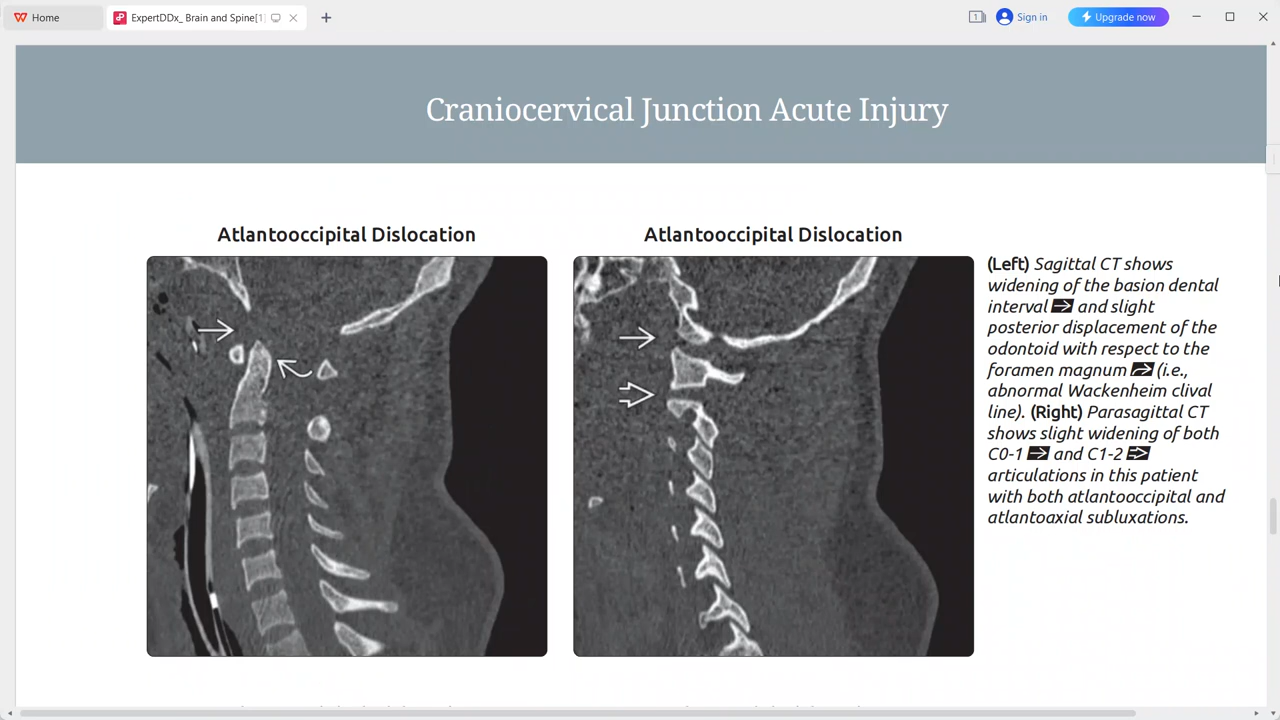 Home
ExpertDDx_ Brain and Spine[1]
1
Sign in
Upgrade now
Craniocervical Junction Acute Injury
Atlantooccipital Dislocation
Atlantooccipital Dislocation
(Left) Sagittal CT shows
widening of the basion dental
interval and slight
posterior displacement of the
odontoid with respect to the
foramen magnum (i.e.,
abnormal Wackenheim clival
line). (Right) Parasagittal CT
shows slight widening of both
C0-1 and C1-2
articulations in this patient
with both atlantooccipital and
atlantoaxial subluxations.